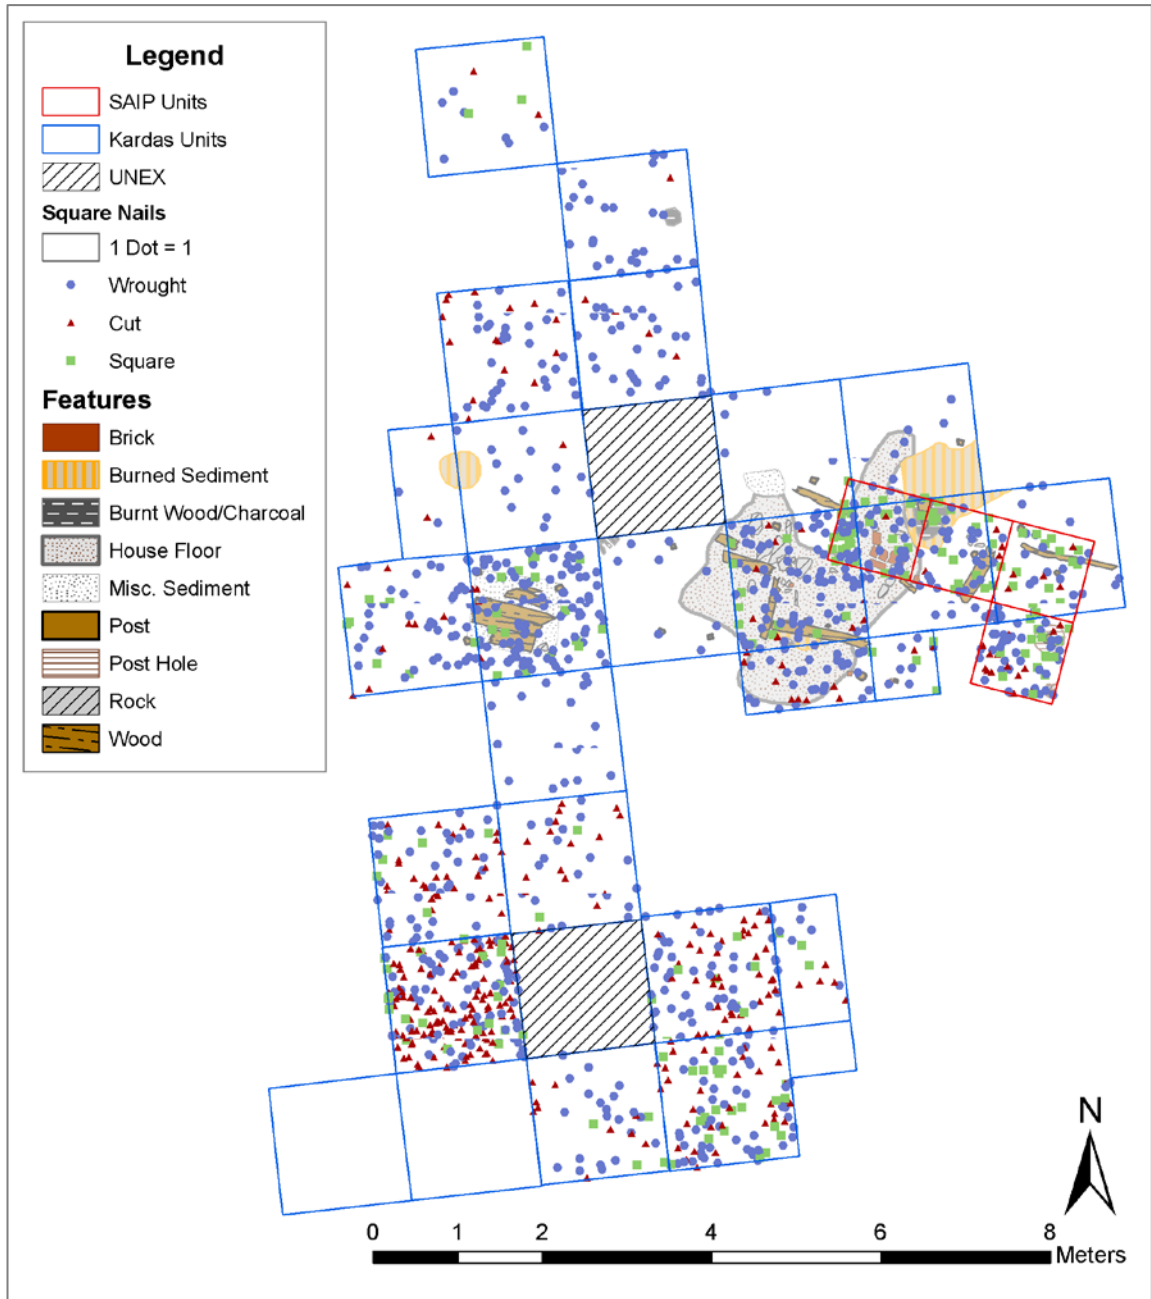 Legend
SAIP Units
Kardas Units
UNEX
Square Nails
1 Dot = 1
Wrought
Cut
Square
Features
Brick
Burned Sediment
Burnt Wood/Charcoal
House Floor
Misc. Sediment
Post
Post Hole
Rock
Wood
N
0 1 2 4 6 8
Meters